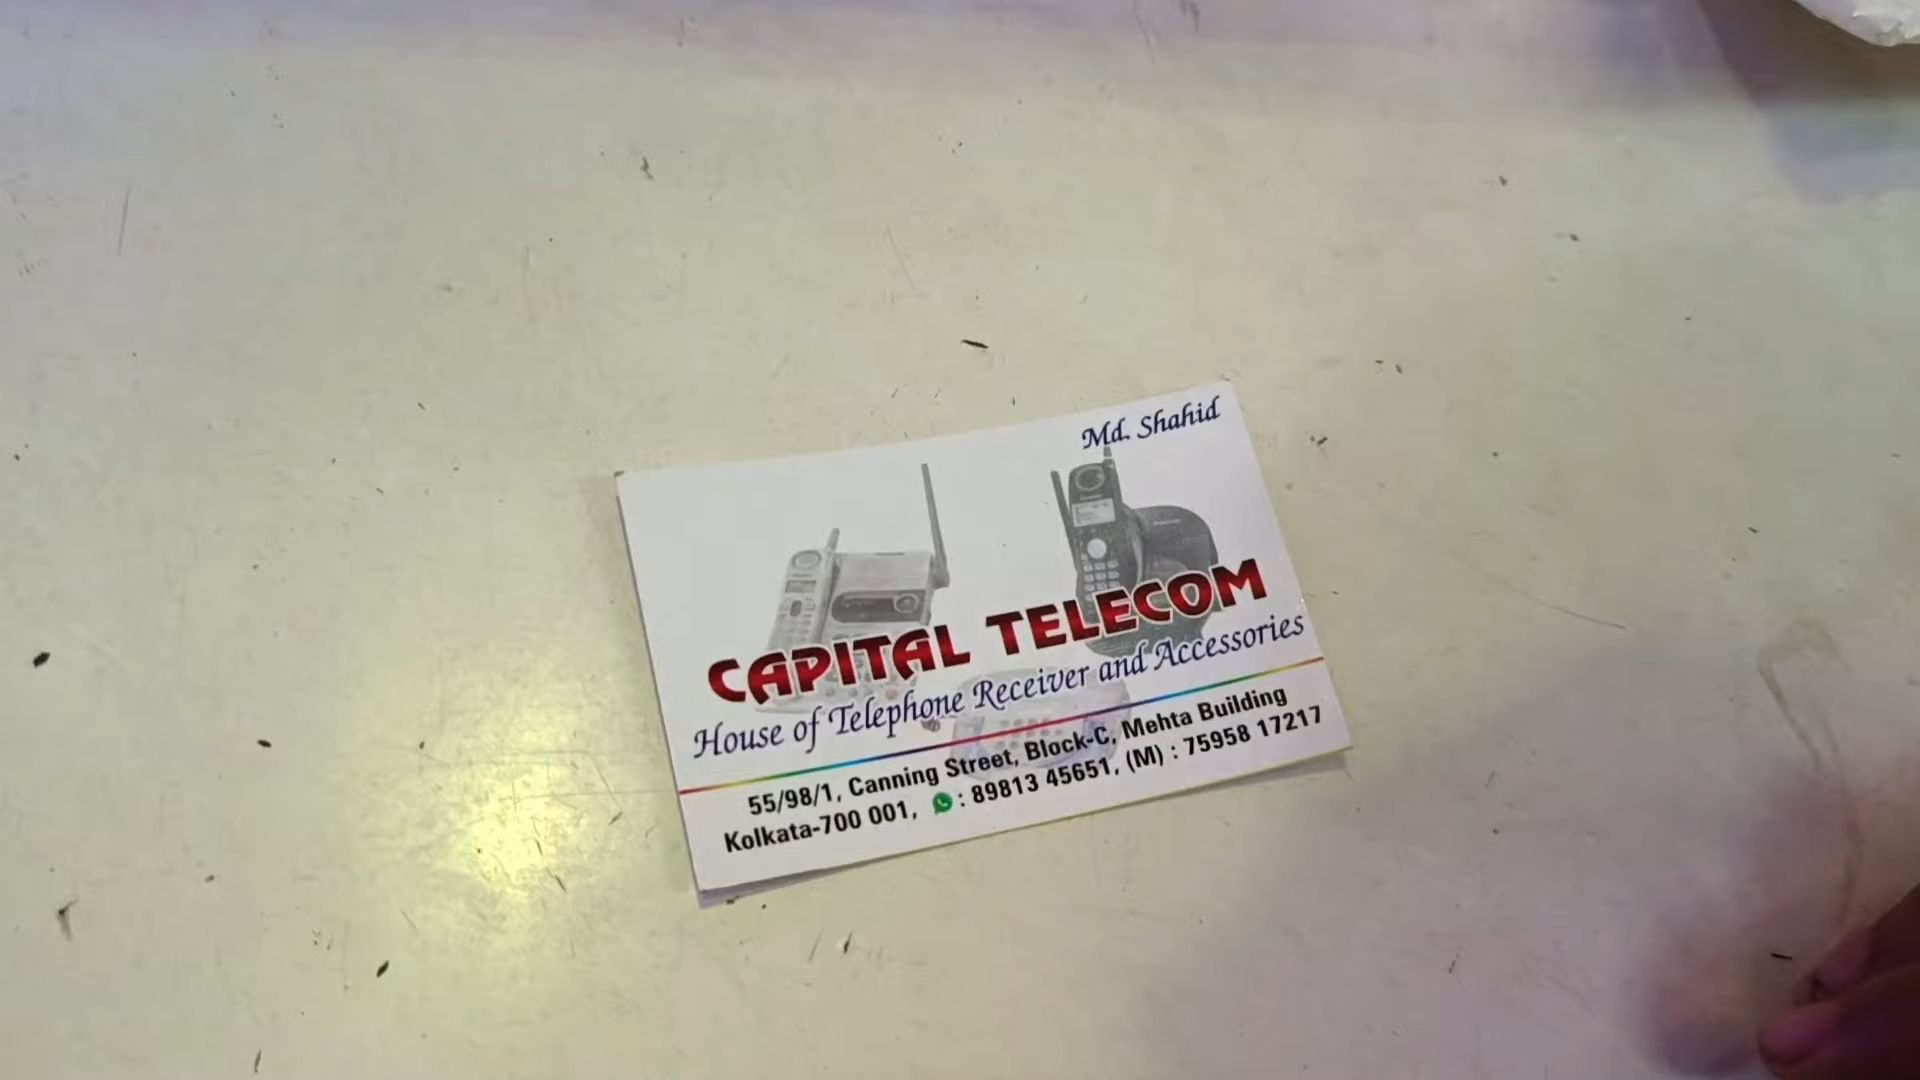 Md. Shahid
CAPITAL TELECOM
House of Telephone Receiver and Accessories
55/98/1, Canning Street, Block-C, Mehta Building
Kolkata-700 001, : 89813 45651, (M) : 75958 17217